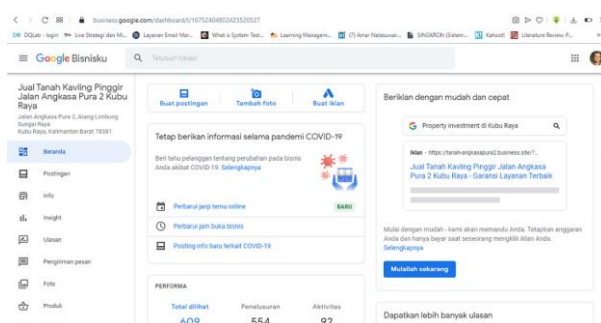 business.google.com/dashboard/l/16752404802423520527
DQLab - login
Live Strategi dan M...
Layanan Email Mar...
What is System Test...
Learning Managem...
(7) Amar Natasuwar...
SINGKRON (Sistem...
Kahoot!
Literature Review: P...
Google Bisnisku
Telusuri lokasi
Jual Tanah Kavling Pinggir
Jalan Angkasa Pura 2 Kubu
Raya
Jalan Angkasa Pura 2, Arang Limbung
Sungai Raya
Kubu Raya, Kalimantan Barat 78381
Beranda
Postingan
Info
Insight
Ulasan
Pengiriman pesan
Foto
Produk
Buat postingan
Tambah foto
Buat iklan
Tetap berikan informasi selama pandemi COVID-19
Beri tahu pelanggan tentang perubahan pada bisnis
Anda akibat COVID-19. Selengkapnya
Perbarui janji temu online
BARU
Perbarui jam buka bisnis
Posting info baru terkait COVID-19
PERFORMA
Total dilihat
Penelusuran
Aktivitas
609
554
92
Beriklan dengan mudah dan cepat
Property investment di Kubu Raya
Iklan - https://tanah-angkasapura2.business.site/?...
Jual Tanah Kavling Pinggir Jalan Angkasa
Pura 2 Kubu Raya - Garansi Layanan Terbaik
Mulai dengan mudah - kami akan memandu Anda. Tetapkan anggaran
Anda dan hanya bayar saat seseorang mengklik iklan Anda.
Selengkapnya
Mulailah sekarang
Dapatkan lebih banyak ulasan